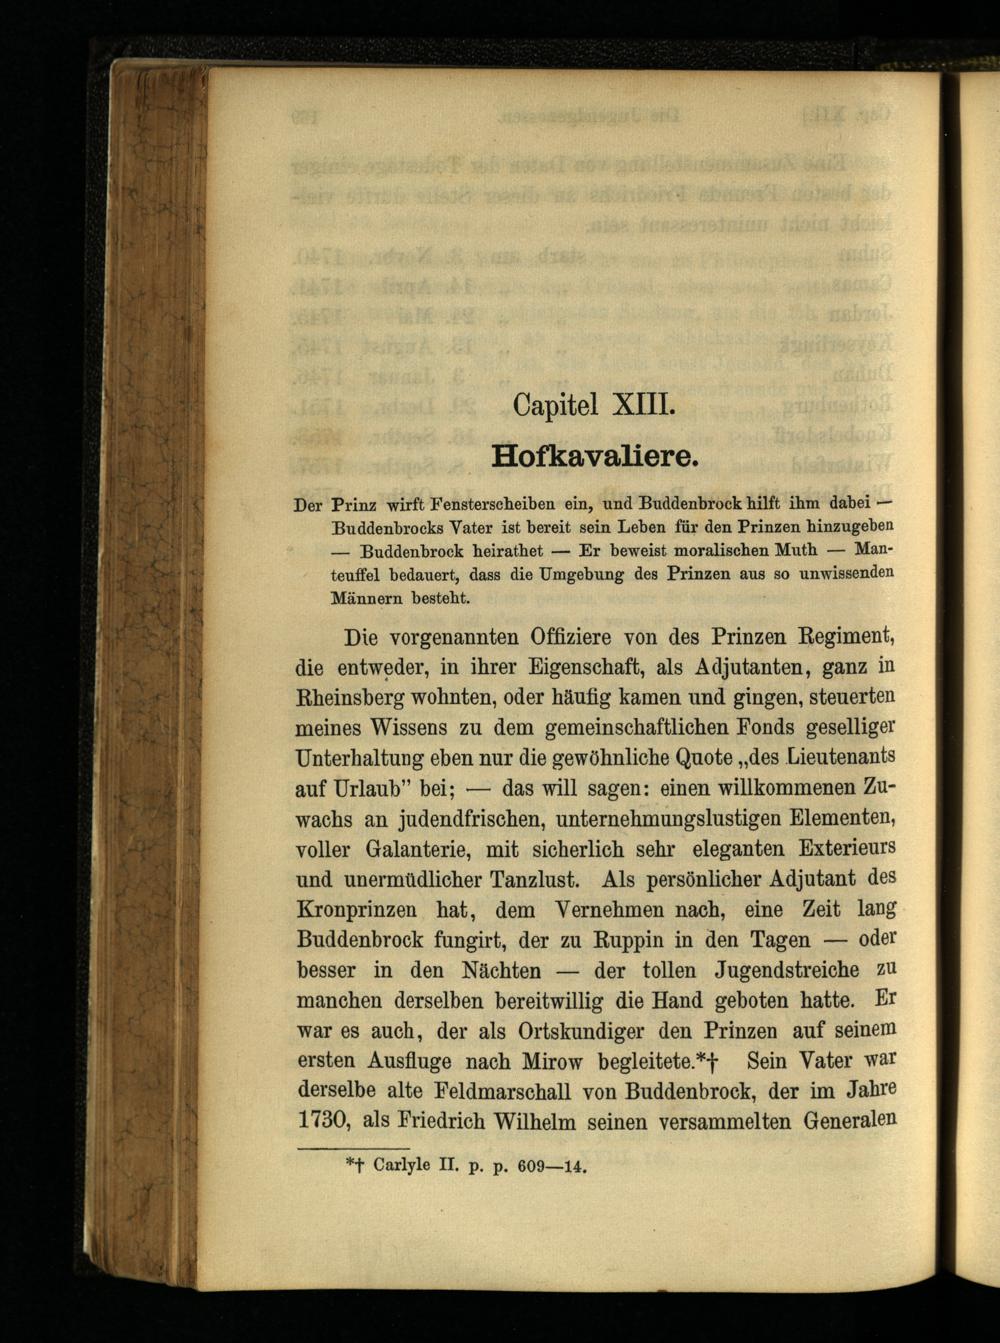 Capitel XIII.
Hofkavaliere.
Der Prinz wirft Fensterscheiben ein, und Buddenbrock hilft ihm dabei —
Buddenbrocks Vater ist bereit sein Leben für den Prinzen hinzugeben
— Buddenbrock heirathet — Er beweist moralischen Muth — Man-
teuffel bedauert, dass die Umgebung des Prinzen aus so unwissenden
Männern besteht.
Die vorgenannten Offiziere von des Prinzen Regiment,
die entweder, in ihrer Eigenschaft, als Adjutanten, ganz in
Rheinsberg wohnten, oder häufig kamen und gingen, steuerten
meines Wissens zu dem gemeinschaftlichen Fonds geselliger
Unterhaltung eben nur die gewöhnliche Quote „des Lieutenants
auf Urlaub” bei; — das will sagen: einen willkommenen Zu-
wachs an judendfrischen, unternehmungslustigen Elementen,
voller Galanterie, mit sicherlich sehr eleganten Exterieurs
und unermüdlicher Tanzlust. Als persönlicher Adjutant des
Kronprinzen hat, dem Vernehmen nach, eine Zeit lang
Buddenbrock fungirt, der zu Ruppin in den Tagen — oder
besser in den Nächten — der tollen Jugendstreiche zu
manchen derselben bereitwillig die Hand geboten hatte. Er
war es auch, der als Ortskundiger den Prinzen auf seinem
ersten Ausfluge nach Mirow begleitete.*† Sein Vater war
derselbe alte Feldmarschall von Buddenbrock, der im Jahre
1730, als Friedrich Wilhelm seinen versammelten Generalen
*† Carlyle II. p. p. 609—14.